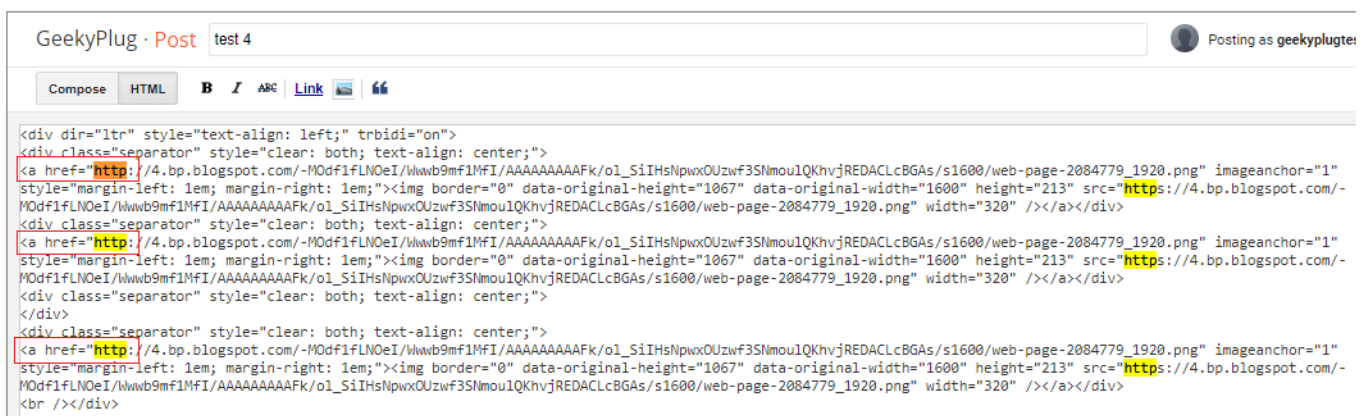 GeekyPlug · Post test 4 Posting as geekyplugtes
Compose HTML B I ABC Link
<div dir="ltr" style="text-align: left;" trbidi="on">
<div class="separator" style="clear: both; text-align: center;">
<a href="http://4.bp.blogspot.com/-MOdf1fLNOeI/Wwwb9mf1MfI/AAAAAAAAAFk/ol_SiIHsNpwxOUzwf3SNmoulQKhvjREDACLcBGAs/s1600/web-page-2084779_1920.png" imageanchor="1"
style="margin-left: 1em; margin-right: 1em;"><img border="0" data-original-height="1067" data-original-width="1600" height="213" src="https://4.bp.blogspot.com/-
MOdf1fLNOeI/Wwwb9mf1MfI/AAAAAAAAAFk/ol_SiIHsNpwxOUzwf3SNmoulQKhvjREDACLcBGAs/s1600/web-page-2084779_1920.png" width="320" /></a></div>
<div class="separator" style="clear: both; text-align: center;">
<a href="http://4.bp.blogspot.com/-MOdf1fLNOeI/Wwwb9mf1MfI/AAAAAAAAAFk/ol_SiIHsNpwxOUzwf3SNmoulQKhvjREDACLcBGAs/s1600/web-page-2084779_1920.png" imageanchor="1"
style="margin-left: 1em; margin-right: 1em;"><img border="0" data-original-height="1067" data-original-width="1600" height="213" src="https://4.bp.blogspot.com/-
MOdf1fLNOeI/Wwwb9mf1MfI/AAAAAAAAAFk/ol_SiIHsNpwxOUzwf3SNmoulQKhvjREDACLcBGAs/s1600/web-page-2084779_1920.png" width="320" /></a></div>
<div class="separator" style="clear: both; text-align: center;">
</div>
<div class="separator" style="clear: both; text-align: center;">
<a href="http://4.bp.blogspot.com/-MOdf1fLNOeI/Wwwb9mf1MfI/AAAAAAAAAFk/ol_SiIHsNpwxOUzwf3SNmoulQKhvjREDACLcBGAs/s1600/web-page-2084779_1920.png" imageanchor="1"
style="margin-left: 1em; margin-right: 1em;"><img border="0" data-original-height="1067" data-original-width="1600" height="213" src="https://4.bp.blogspot.com/-
MOdf1fLNOeI/Wwwb9mf1MfI/AAAAAAAAAFk/ol_SiIHsNpwxOUzwf3SNmoulQKhvjREDACLcBGAs/s1600/web-page-2084779_1920.png" width="320" /></a></div>
<br /></div>